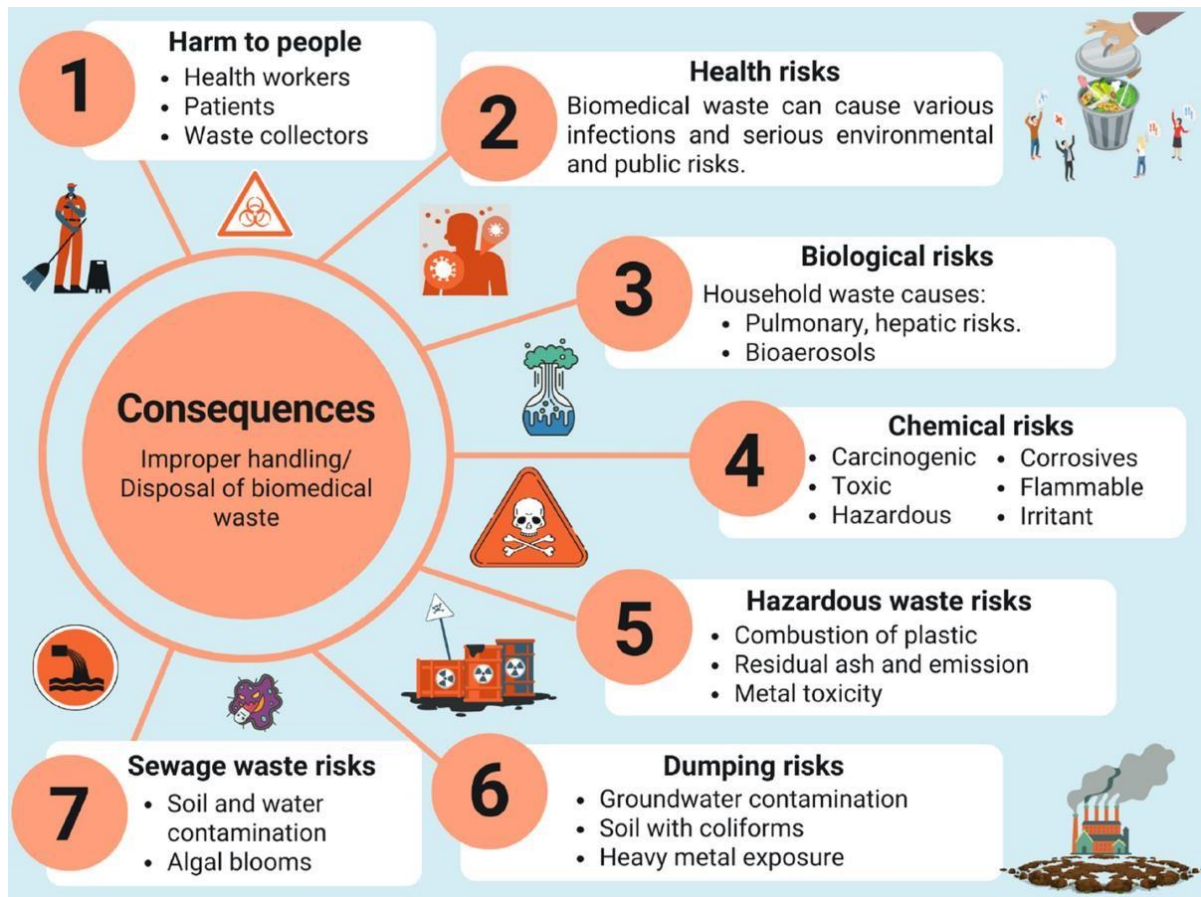 Consequences
Improper handling/
Disposal of biomedical
waste
1
Harm to people
• Health workers
• Patients
• Waste collectors
2
Health risks
Biomedical waste can cause various
infections and serious environmental
and public risks.
3
Biological risks
Household waste causes:
• Pulmonary, hepatic risks.
• Bioaerosols
4
Chemical risks
• Carcinogenic
• Toxic
• Hazardous
• Corrosives
• Flammable
• Irritant
5
Hazardous waste risks
• Combustion of plastic
• Residual ash and emission
• Metal toxicity
6
Dumping risks
• Groundwater contamination
• Soil with coliforms
• Heavy metal exposure
7
Sewage waste risks
• Soil and water
contamination
• Algal blooms